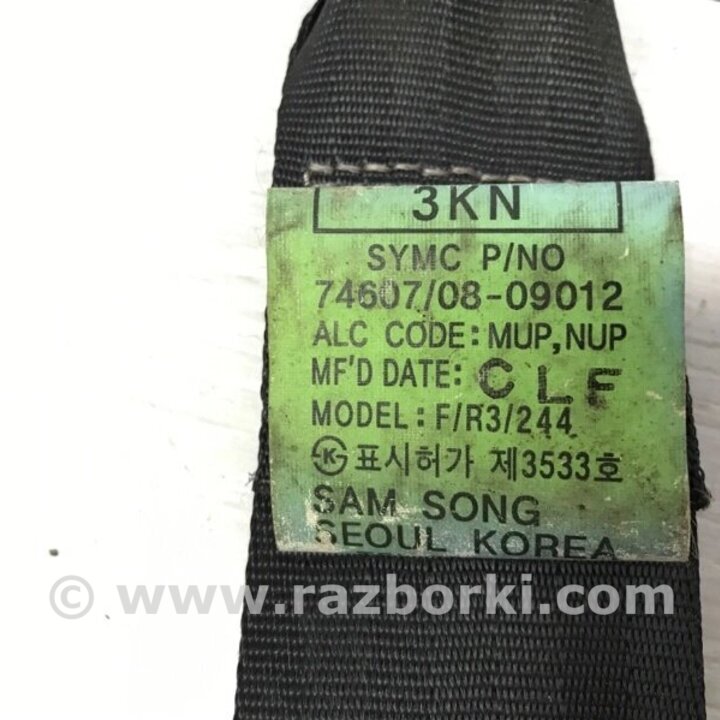 3KN
SYMC P/NO
74607/08-09012
ALC CODE: MUP,NUP
MF'D DATE: CLF
MODEL: F/R3/244
K 표시허가 제3533호
SAM SONG
SEOUL KOREA
© www.razborki.com